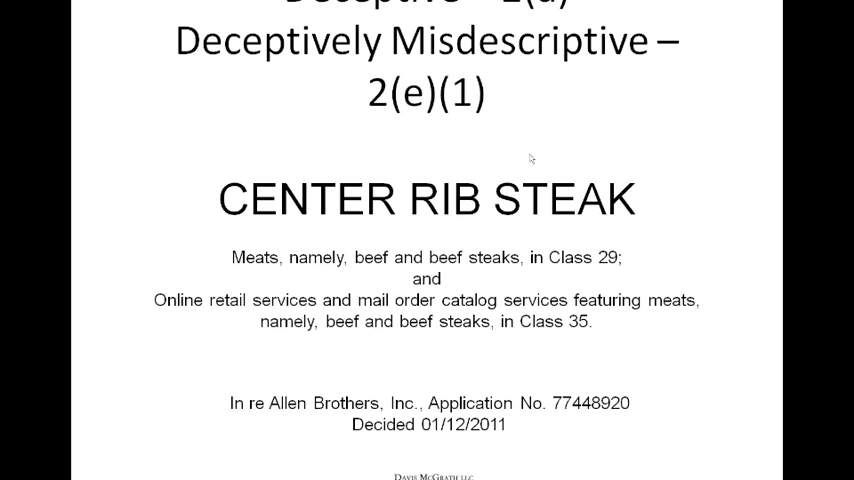 Deceptive – 2(a)
Deceptively Misdescriptive –
2(e)(1)
CENTER RIB STEAK
Meats, namely, beef and beef steaks, in Class 29;
and
Online retail services and mail order catalog services featuring meats,
namely, beef and beef steaks, in Class 35.
In re Allen Brothers, Inc., Application No. 77448920
Decided 01/12/2011
DAVIS MCGRATH LLC